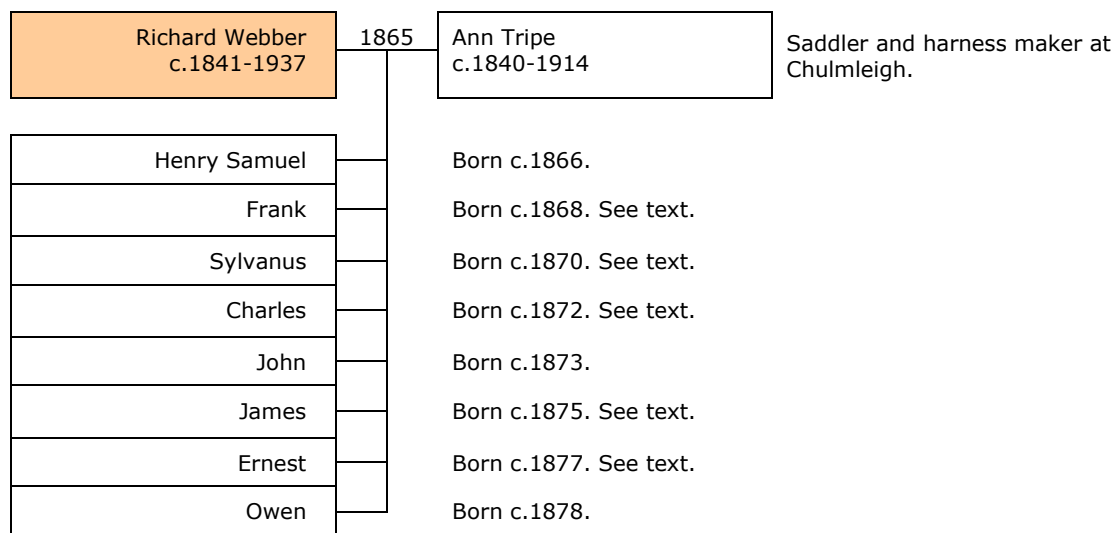 Richard Webber
c.1841-1937
1865
Ann Tripe
c.1840-1914
Saddler and harness maker at
Chulmleigh.
Henry Samuel
Born c.1866.
Frank
Born c.1868. See text.
Sylvanus
Born c.1870. See text.
Charles
Born c.1872. See text.
John
Born c.1873.
James
Born c.1875. See text.
Ernest
Born c.1877. See text.
Owen
Born c.1878.